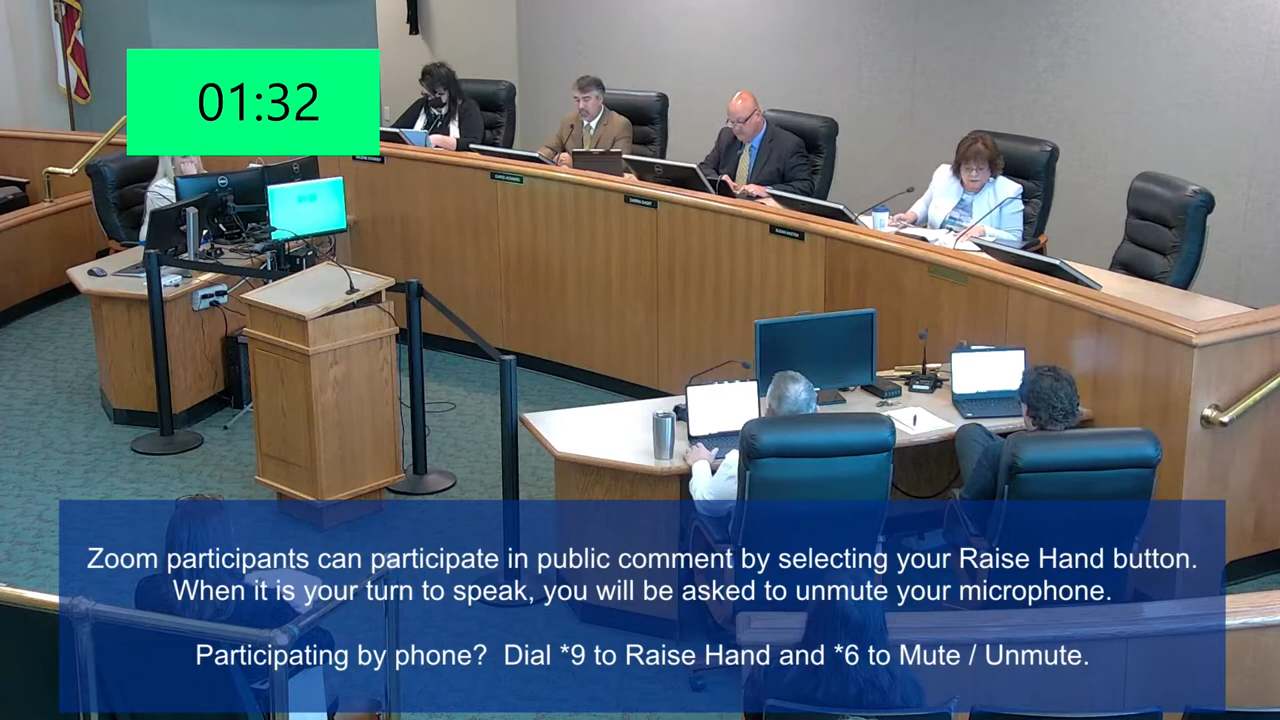 01:32
Zoom participants can participate in public comment by selecting your Raise Hand button.
When it is your turn to speak, you will be asked to unmute your microphone.
Participating by phone?  Dial *9 to Raise Hand and *6 to Mute / Unmute.